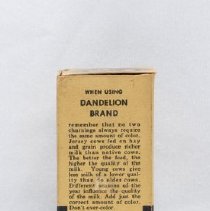 WHEN USING
DANDELION
BRAND
remember that no two
churnings always require
the same amount of color.
Jersey cows fed on hay
and grain produce richer
milk than native cows.
The better the feed, the
higher the quality of the
milk. Young cows give
less milk of a lower qual-
ity than do older cows.
Different seasons of the
year influence the quality
of the milk. Add just the
correct amount of color.
Don't over-color.